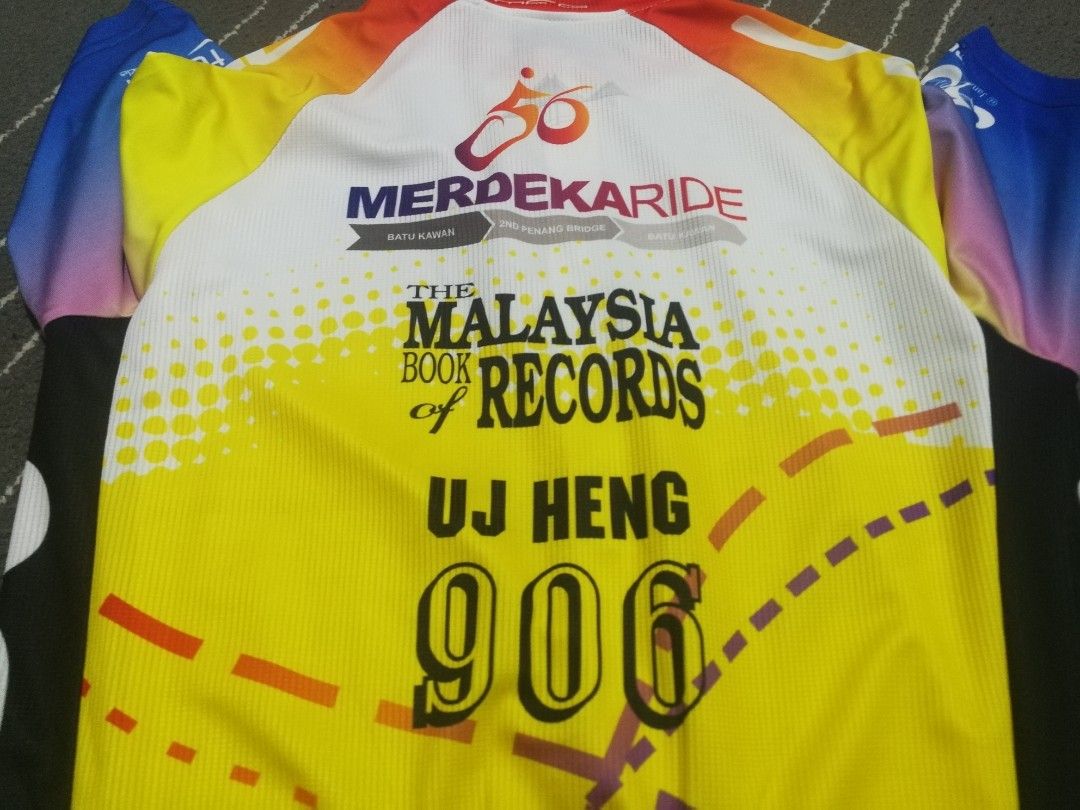 56
MERDEKARIDE
BATU KAWAN 2ND PENANG BRIDGE BATU KAWAN
THE
MALAYSIA
BOOK
of RECORDS
UJ HENG
906